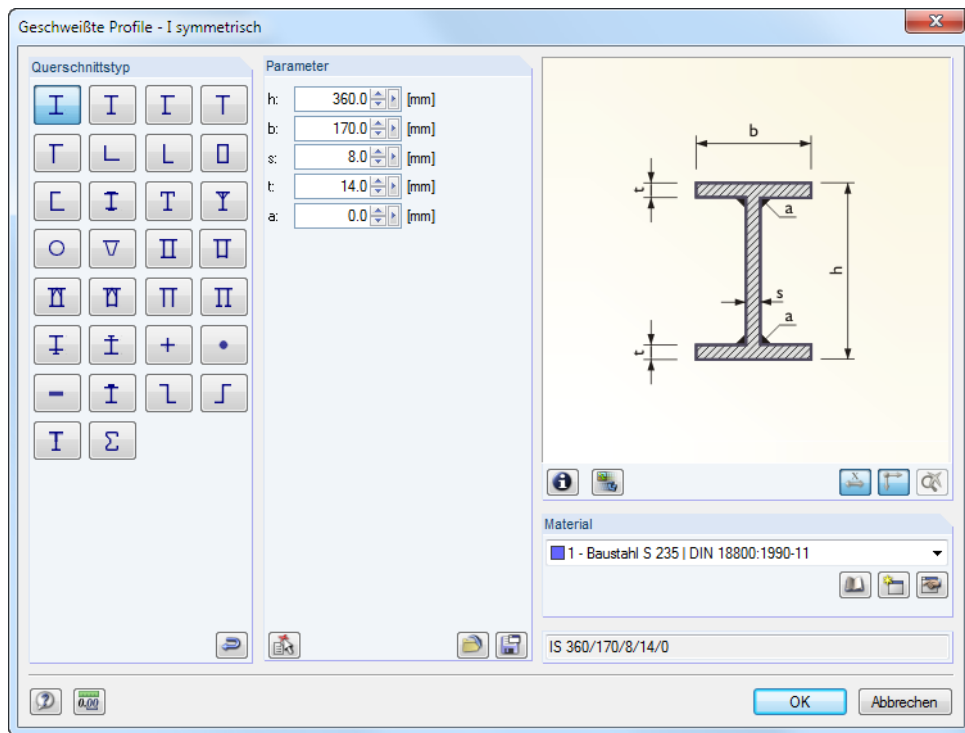 Geschweißte Profile - I symmetrisch
Querschnittstyp
Parameter
h: 360.0 [mm]
b: 170.0 [mm]
s: 8.0 [mm]
t: 14.0 [mm]
a: 0.0 [mm]
b
t
a
h
s
a
t
x
Material
1 - Baustahl S 235 | DIN 18800:1990-11
IS 360/170/8/14/0
0.00
OK
Abbrechen